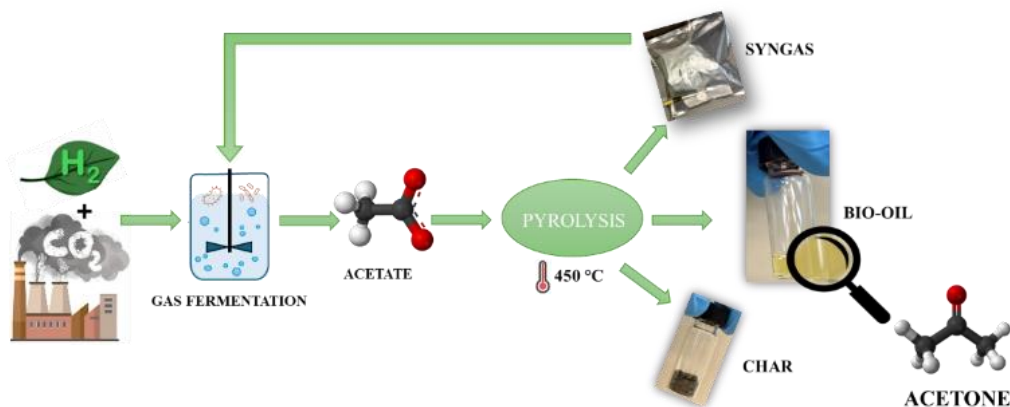 H2
+
CO2
GAS FERMENTATION
ACETATE
PYROLYSIS
450 °C
SYNGAS
BIO-OIL
CHAR
ACETONE